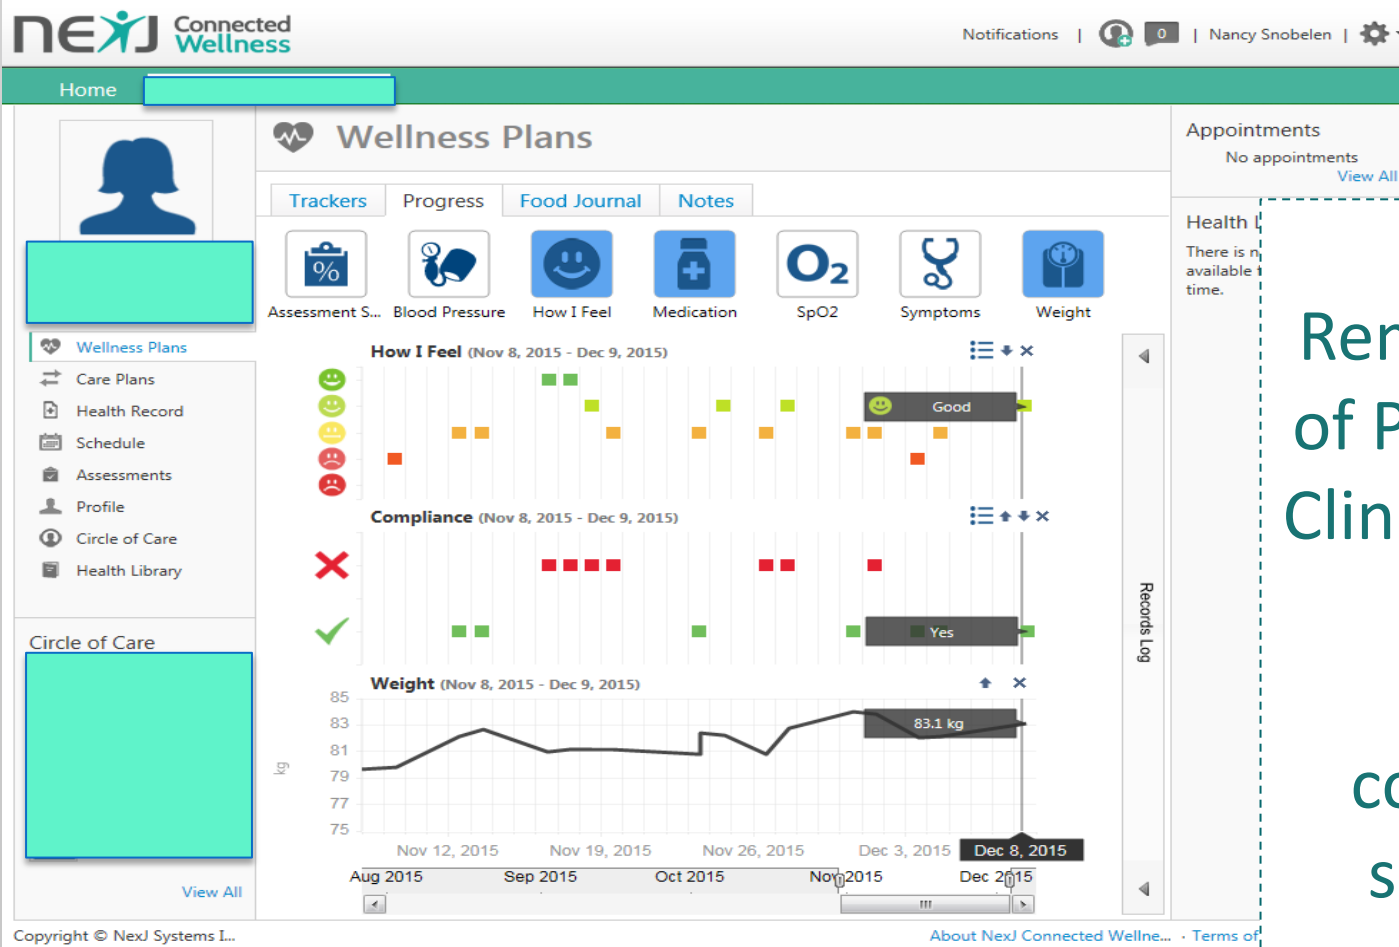 NEXJ Connected Wellness
Notifications | 0 | Nancy Snobelen |
Home
Wellness Plans
Appointments
No appointments
View All
Trackers Progress Food Journal Notes
Health
There is
available
time.
%
O2
Assessment S... Blood Pressure How I Feel Medication SpO2 Symptoms Weight
Wellness Plans
Care Plans
Health Record
Schedule
Assessments
Profile
Circle of Care
Health Library
Circle of Care
View All
How I Feel (Nov 8, 2015 - Dec 9, 2015)
Good
Compliance (Nov 8, 2015 - Dec 9, 2015)
Yes
Weight (Nov 8, 2015 - Dec 9, 2015)
85
83
81
79
77
75
kg
83.1 kg
Nov 12, 2015 Nov 19, 2015 Nov 26, 2015 Dec 3, 2015 Dec 8, 2015
Aug 2015 Sep 2015 Oct 2015 Nov 2015 Dec 2015
Records Log
of P
Clin
co
s
Copyright © NexJ Systems I...
About NexJ Connected Wellne... · Terms of